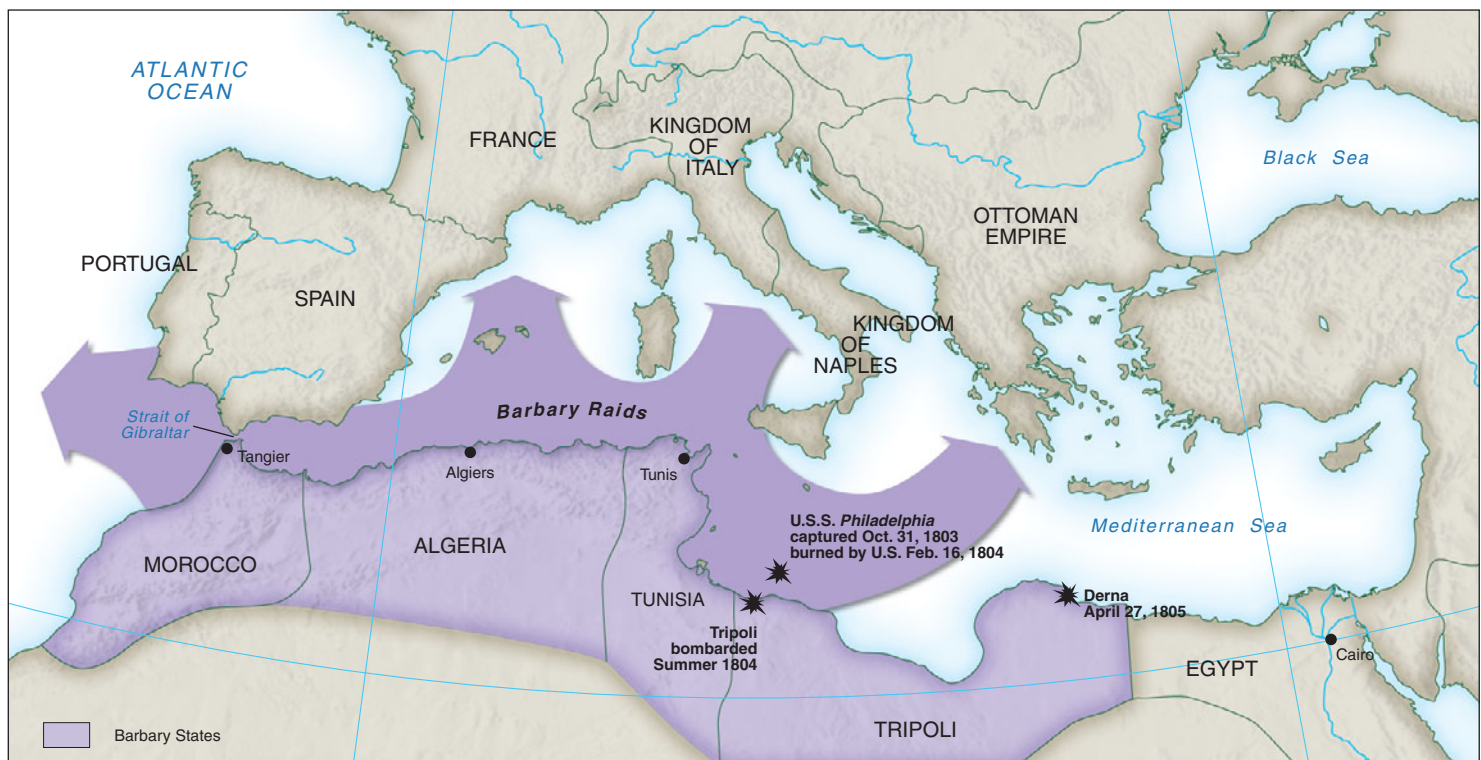 ATLANTIC
OCEAN
FRANCE
KINGDOM
OF
ITALY
Black Sea
OTTOMAN
EMPIRE
PORTUGAL
SPAIN
KINGDOM
OF
NAPLES
Strait of
Gibraltar
Barbary Raids
Tangier
Algiers
Tunis
Mediterranean Sea
U.S.S. Philadelphia
captured Oct. 31, 1803
burned by U.S. Feb. 16, 1804
MOROCCO
ALGERIA
TUNISIA
Derna
April 27, 1805
Tripoli
bombarded
Summer 1804
Cairo
EGYPT
TRIPOLI
Barbary States